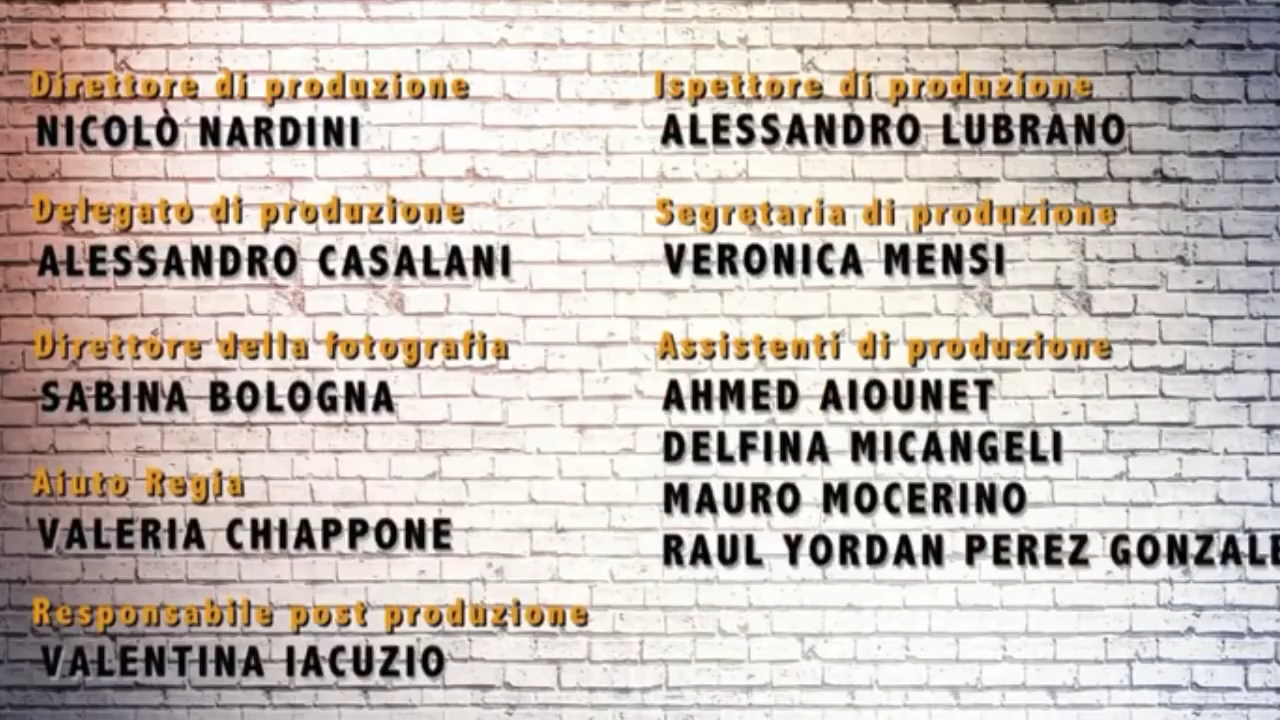 Direttore di produzione
NICOLÒ NARDINI
Delegato di produzione
ALESSANDRO CASALANI
Direttore della fotografia
SABINA BOLOGNA
Aiuto Regia
VALERIA CHIAPPONE
Responsabile post produzione
VALENTINA IACUZIO
Ispettore di produzione
ALESSANDRO LUBRANO
Segretaria di produzione
VERONICA MENSI
Assistenti di produzione
AHMED AIOUNET
DELFINA MICANGELI
MAURO MOCERINO
RAUL YORDAN PEREZ